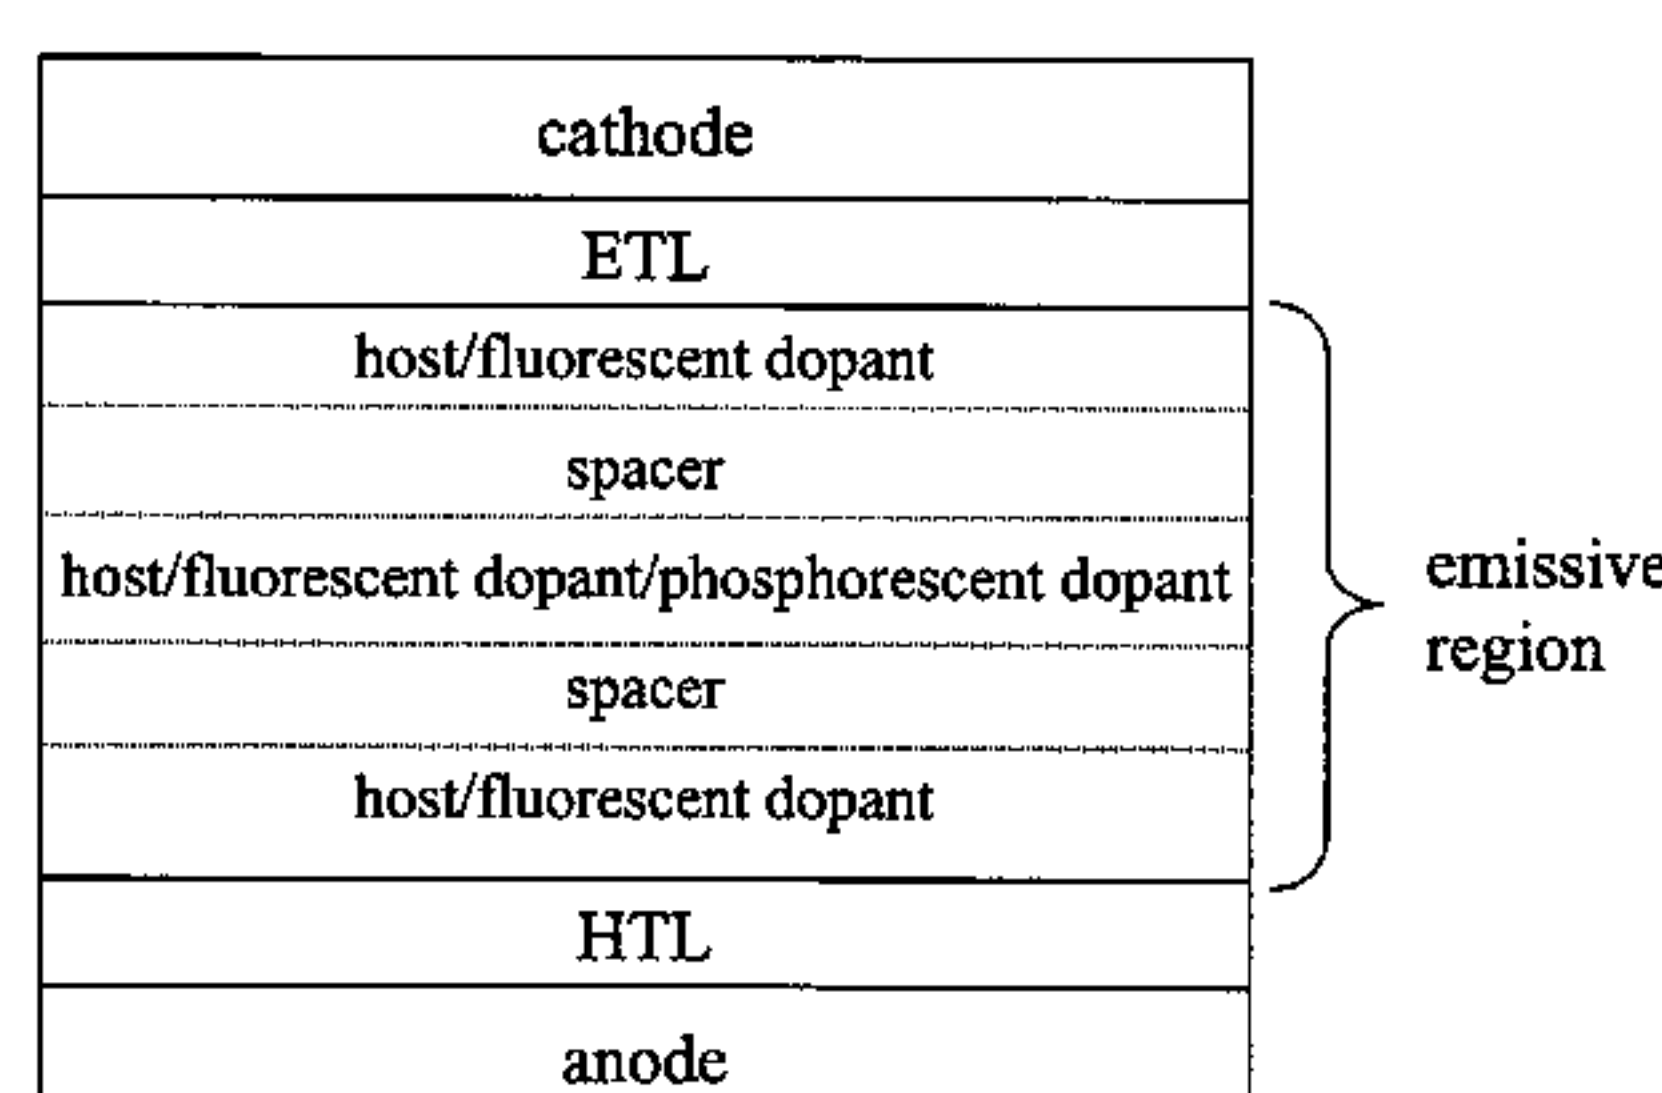 cathode
ETL
host/fluorescent dopant
spacer
host/fluorescent dopant/phosphorescent dopant
spacer
host/fluorescent dopant
HTL
anode
emissive
region